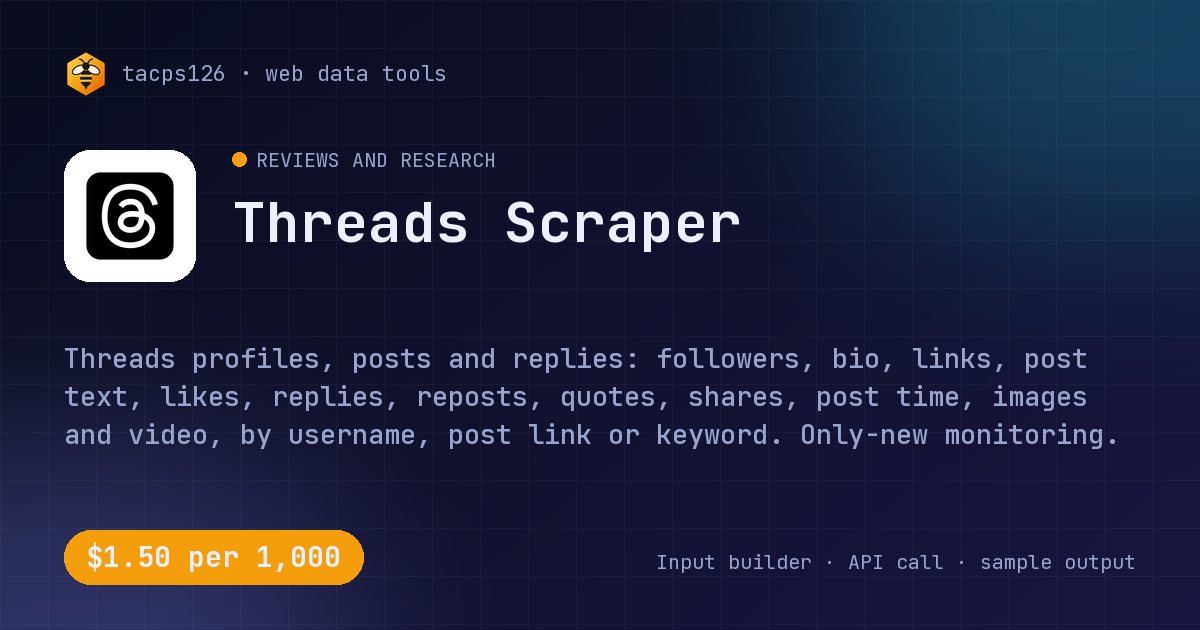 tacps126 · web data tools
REVIEWS AND RESEARCH
Threads Scraper
Threads profiles, posts and replies: followers, bio, links, post
text, likes, replies, reposts, quotes, shares, post time, images
and video, by username, post link or keyword. Only-new monitoring.
$1.50 per 1,000
Input builder · API call · sample output